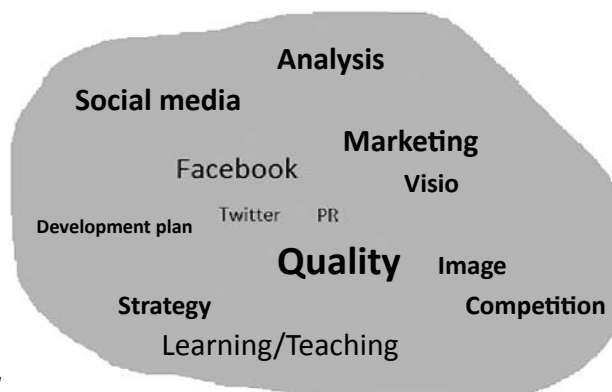 Analysis
Social media
Marketing
Facebook
Visio
Twitter PR
Development plan
Quality
Image
Strategy
Competition
Learning/Teaching